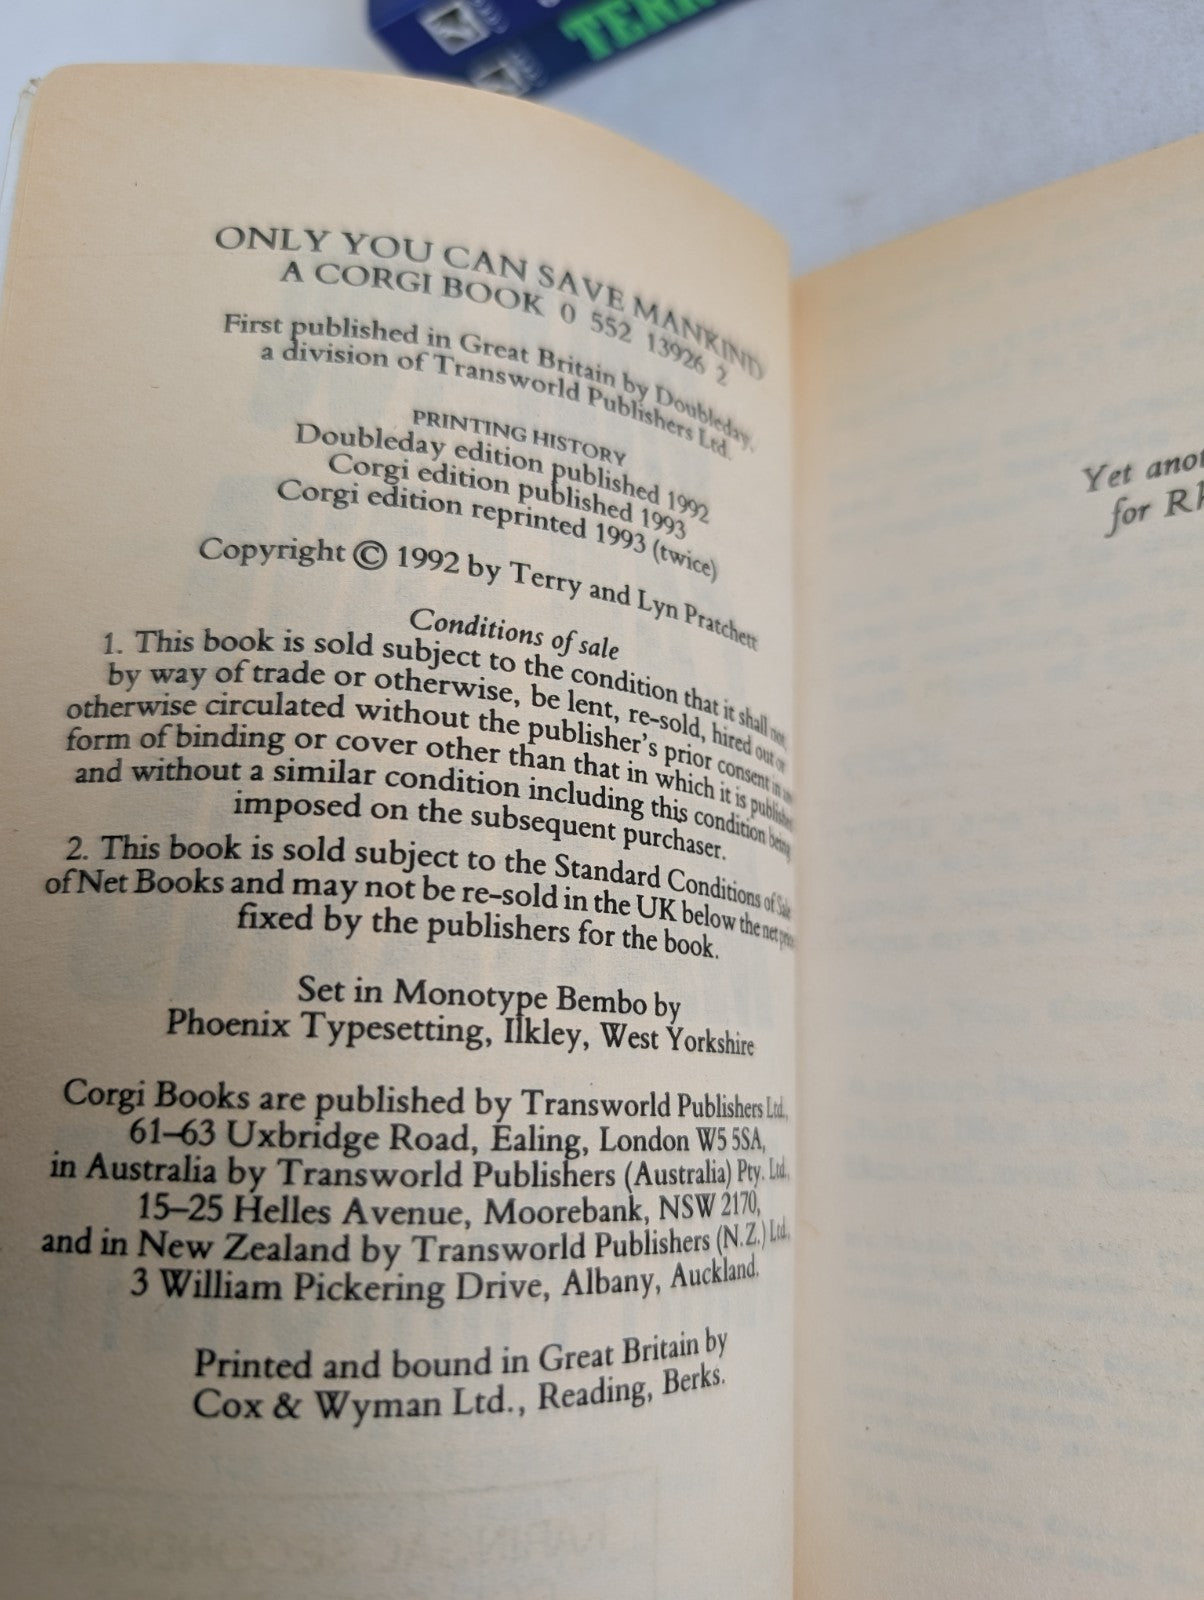 TERR
ONLY YOU CAN SAVE MANKIND
A CORGI BOOK 0 552 13926 2
First published in Great Britain by Doubleday,
a division of Transworld Publishers Ltd.
PRINTING HISTORY
Doubleday edition published 1992
Corgi edition published 1993
Corgi edition reprinted 1993 (twice)
Copyright © 1992 by Terry and Lyn Pratchett
Conditions of sale
1. This book is sold subject to the condition that it shall not,
by way of trade or otherwise, be lent, re-sold, hired out or
otherwise circulated without the publisher's prior consent in any
form of binding or cover other than that in which it is published
and without a similar condition including this condition being
imposed on the subsequent purchaser.
2. This book is sold subject to the Standard Conditions of Sale
of Net Books and may not be re-sold in the UK below the net price
fixed by the publishers for the book.
Set in Monotype Bembo by
Phoenix Typesetting, Ilkley, West Yorkshire
Corgi Books are published by Transworld Publishers Ltd.,
61–63 Uxbridge Road, Ealing, London W5 5SA,
in Australia by Transworld Publishers (Australia) Pty. Ltd.,
15–25 Helles Avenue, Moorebank, NSW 2170,
and in New Zealand by Transworld Publishers (N.Z.) Ltd.,
3 William Pickering Drive, Albany, Auckland.
Printed and bound in Great Britain by
Cox & Wyman Ltd., Reading, Berks.
Yet anot
for Rh